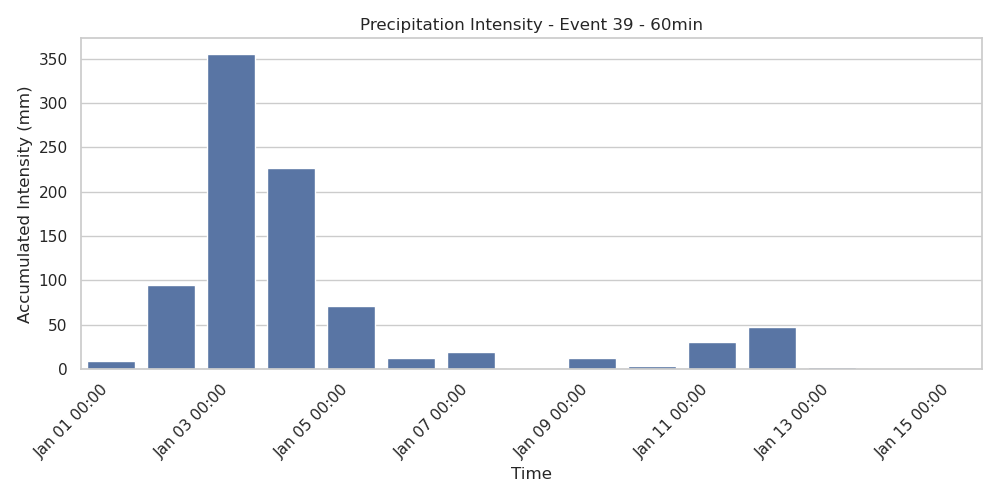 Precipitation Intensity - Event 39 - 60min
Accumulated Intensity (mm)
350
300
250
200
150
100
50
0
Jan 01 00:00
Jan 03 00:00
Jan 05 00:00
Jan 07 00:00
Jan 09 00:00
Jan 11 00:00
Jan 13 00:00
Jan 15 00:00
Time